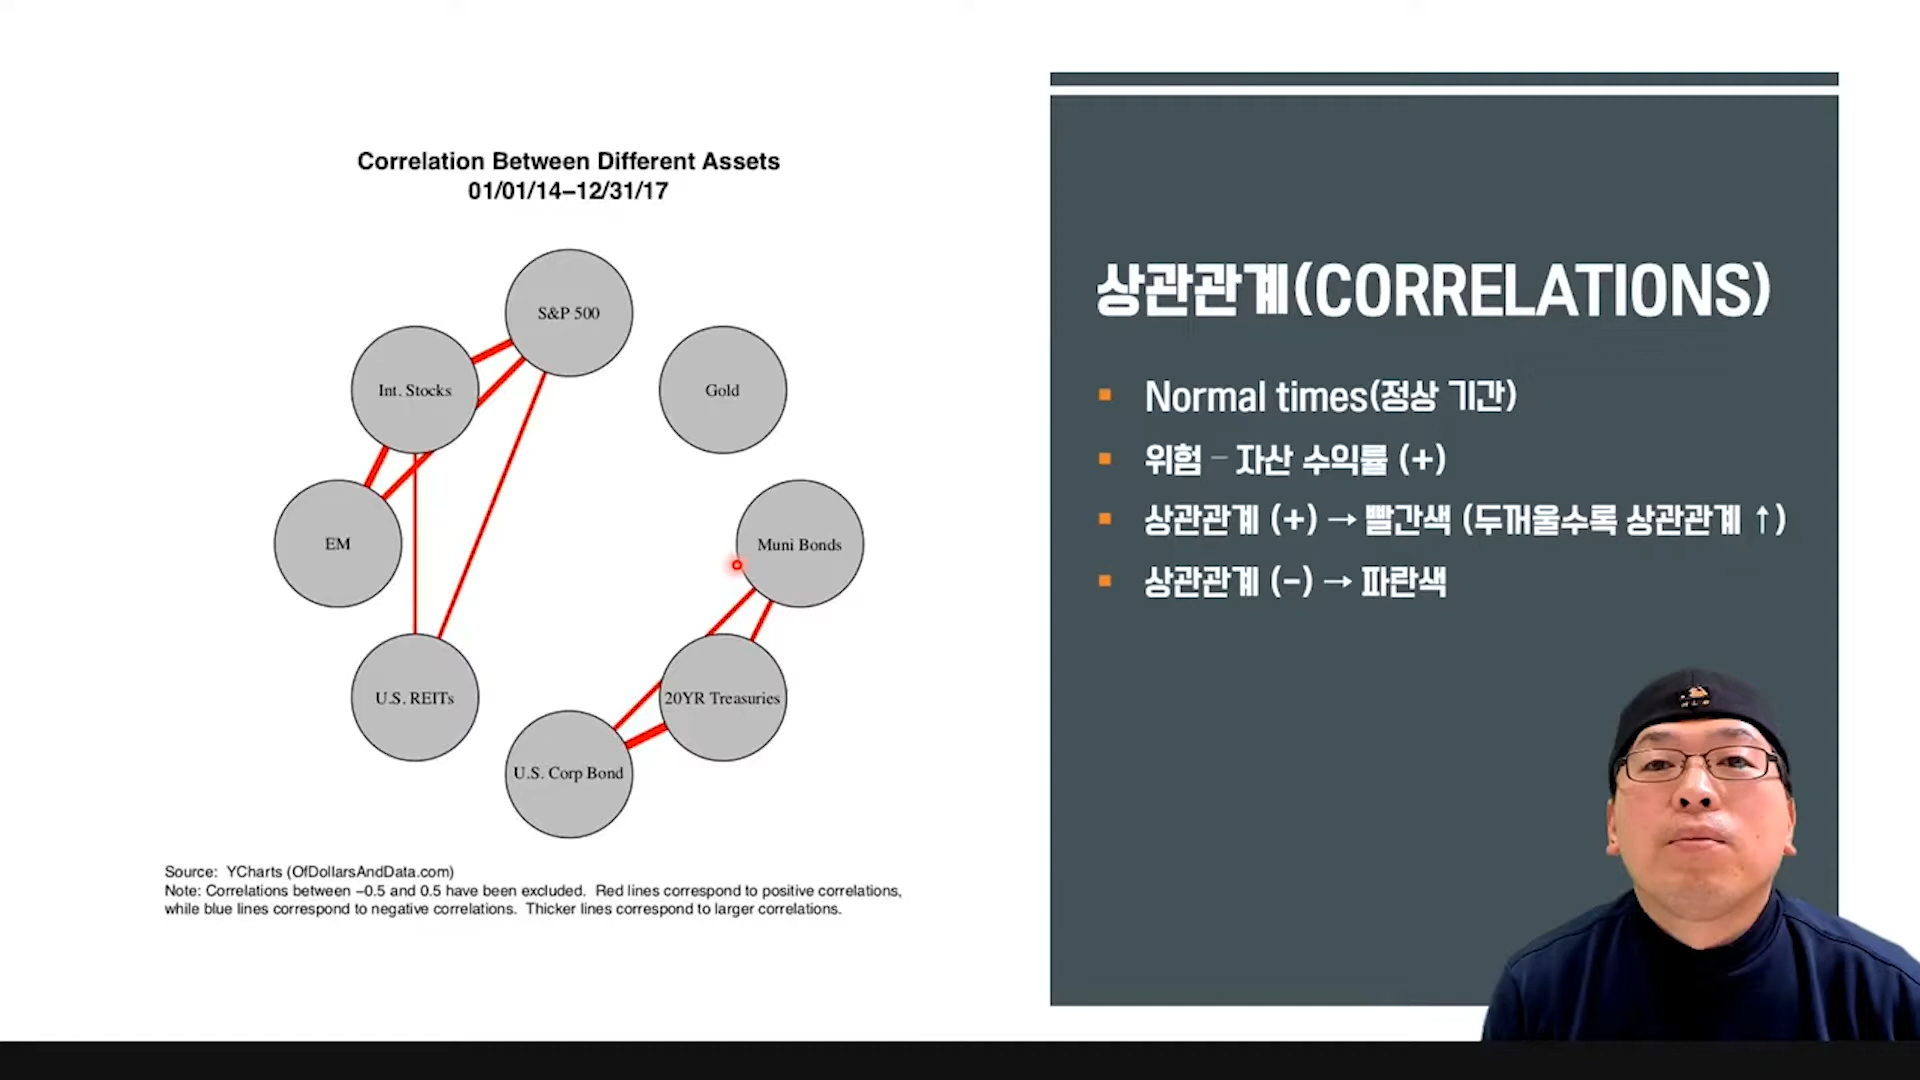 Correlation Between Different Assets
01/01/14–12/31/17
S&P 500
Int. Stocks
Gold
EM
Muni Bonds
U.S. REITs
20YR Treasuries
U.S. Corp Bond
Source: YCharts (OfDollarsAndData.com)
Note: Correlations between −0.5 and 0.5 have been excluded. Red lines correspond to positive correlations,
while blue lines correspond to negative correlations. Thicker lines correspond to larger correlations.
상관관계(CORRELATIONS)
Normal times(정상 기간)
위험 – 자산 수익률 (+)
상관관계 (+) → 빨간색 (두꺼울수록 상관관계 ↑)
상관관계 (-) → 파란색